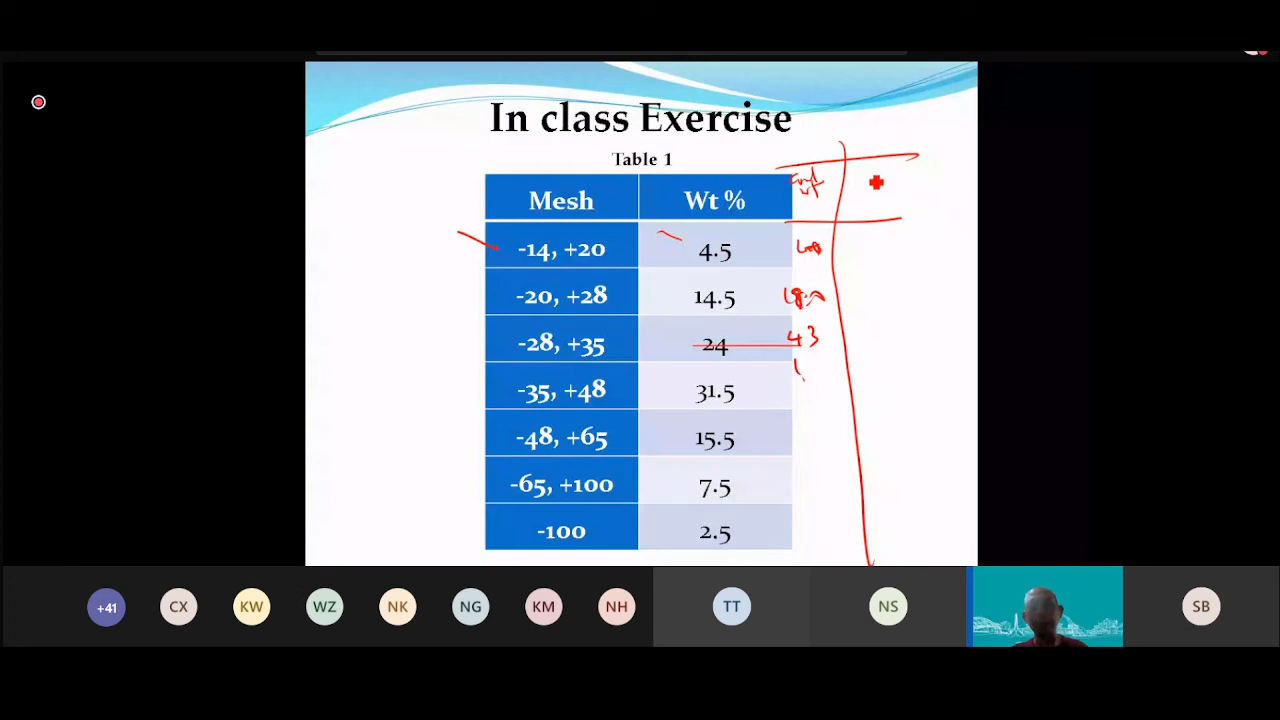 In class Exercise
Table 1
Mesh Wt %
-14, +20 4.5
-20, +28 14.5
-28, +35 24 43
-35, +48 31.5
-48, +65 15.5
-65, +100 7.5
-100 2.5
+41 CX KW WZ NK NG KM NH TT NS SB